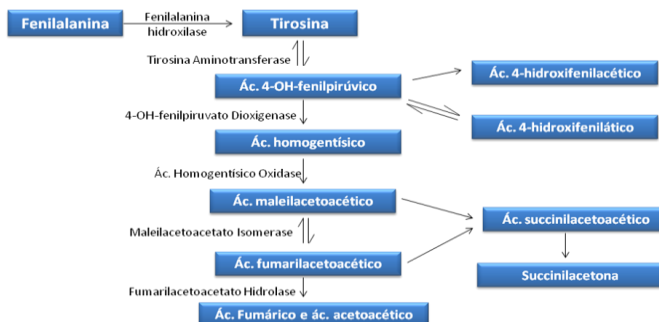 Fenilalanina
Fenilalanina
hidroxilase
Tirosina
Tirosina Aminotransferase
Ác. 4-OH-fenilpirúvico
Ác. 4-hidroxifenilacético
4-OH-fenilpiruvato Dioxigenase
Ác. 4-hidroxifenilático
Ác. homogentísico
Ác. Homogentísico Oxidase
Ác. maleilacetoacético
Ác. succinilacetoacético
Maleilacetoacetato Isomerase
Ác. fumarilacetoacético
Succinilacetona
Fumarilacetoacetato Hidrolase
Ác. Fumárico e ác. acetoacético